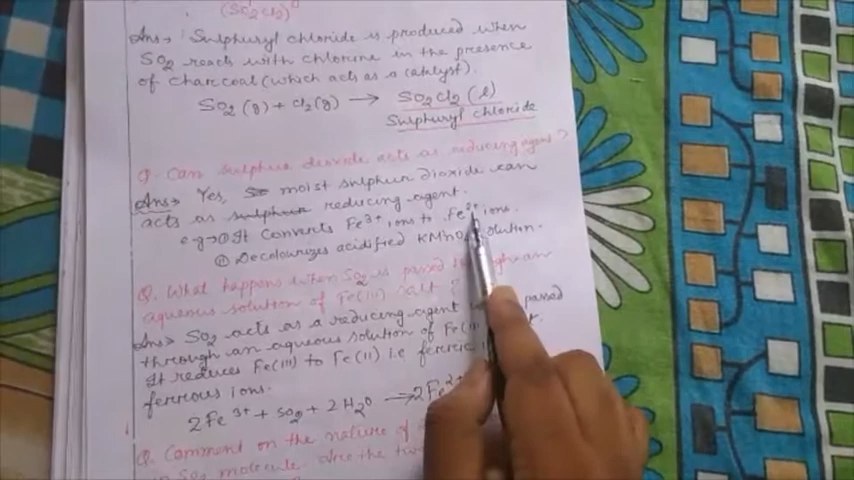 (SO2Cl2)
Ans→ Sulphuryl chloride is produced when
SO2 reacts with chlorine in the presence
of charcoal (which acts as a catalyst).
SO2(g) + Cl2(g) → SO2Cl2(l)
Sulphuryl chloride
Q. Can sulphur dioxide acts as reducing agent?
Ans→ Yes, moist sulphur dioxide can
acts as reducing agent.
e.g→ ① It converts Fe3+ ions to Fe2+ ions.
② Decolourizes acidified solution.
Q. What happens when SO2 is passed an
aqueous solution of Fe(III) salt
Ans→ SO2 acts as a reducing agent passed
through an aqueous solution of
It reduces Fe(III) to Fe(II) i.e ferric
ferrous ions.
2Fe3+ + SO2 + 2H2O → 2Fe2+
Q. Comment on the nature of
SO2 molecule are the